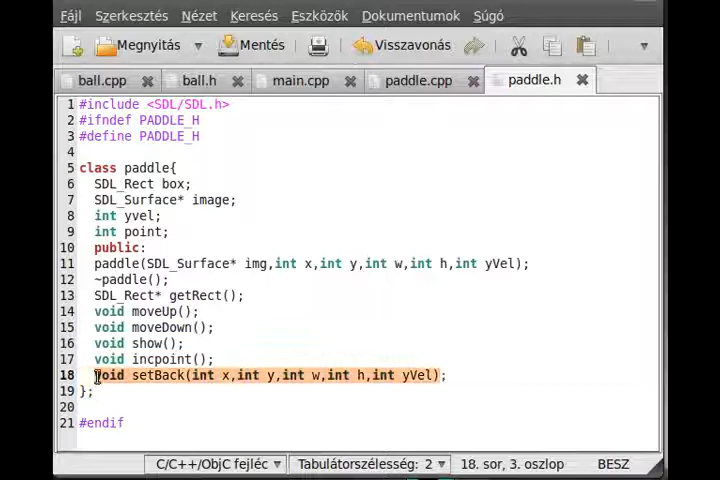 Fájl Szerkesztés Nézet Keresés Eszközök Dokumentumok Súgó
Megnyitás Mentés Visszavonás
ball.cpp ball.h main.cpp paddle.cpp paddle.h
1 #include <SDL/SDL.h>
2 #ifndef PADDLE_H
3 #define PADDLE_H
4
5 class paddle{
6 SDL_Rect box;
7 SDL_Surface* image;
8 int yvel;
9 int point;
10 public:
11 paddle(SDL_Surface* img,int x,int y,int w,int h,int yVel);
12 ~paddle();
13 SDL_Rect* getRect();
14 void moveUp();
15 void moveDown();
16 void show();
17 void incpoint();
18 void setBack(int x,int y,int w,int h,int yVel);
19 };
20
21 #endif
C/C++/ObjC fejléc Tabulátorszélesség: 2 18. sor, 3. oszlop BESZ